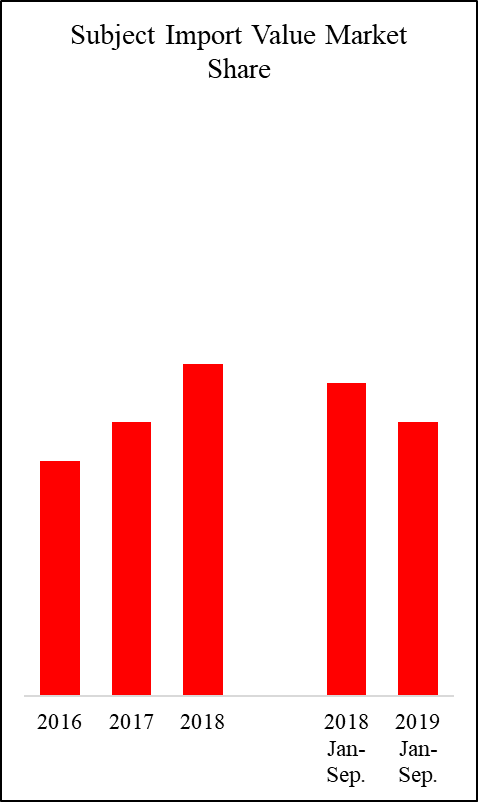 Subject Import Value Market
Share
2016
2017
2018
2018
Jan-
Sep.
2019
Jan-
Sep.